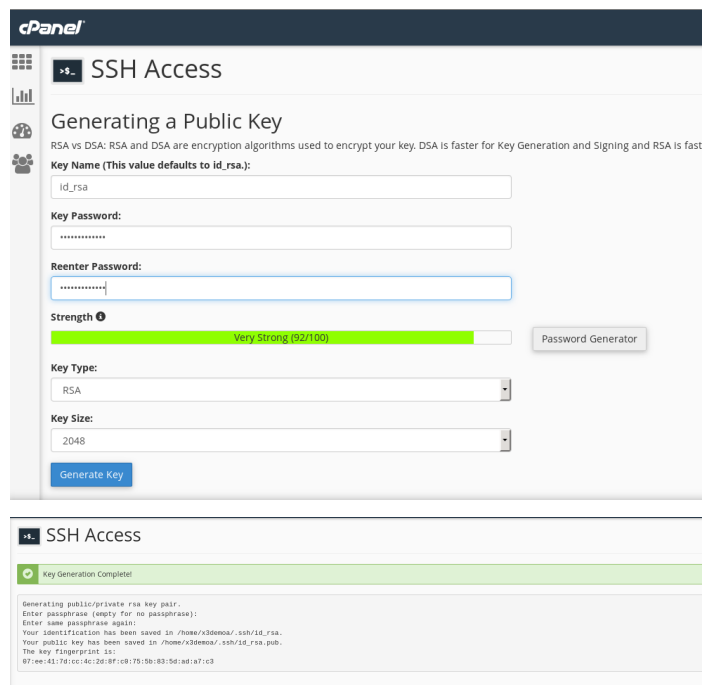 cPanel
>$_ SSH Access
Generating a Public Key
RSA vs DSA: RSA and DSA are encryption algorithms used to encrypt your key. DSA is faster for Key Generation and Signing and RSA is fast
Key Name (This value defaults to id_rsa.):
id_rsa
Key Password:
•••••••••••••
Reenter Password:
•••••••••••••
Strength
Very Strong (92/100)
Password Generator
Key Type:
RSA
Key Size:
2048
Generate Key
>$_ SSH Access
Key Generation Complete!
Generating public/private rsa key pair.
Enter passphrase (empty for no passphrase):
Enter same passphrase again:
Your identification has been saved in /home/x3demoa/.ssh/id_rsa.
Your public key has been saved in /home/x3demoa/.ssh/id_rsa.pub.
The key fingerprint is:
07:ee:41:7d:cc:4c:2d:8f:c0:75:5b:83:5d:ad:a7:c3